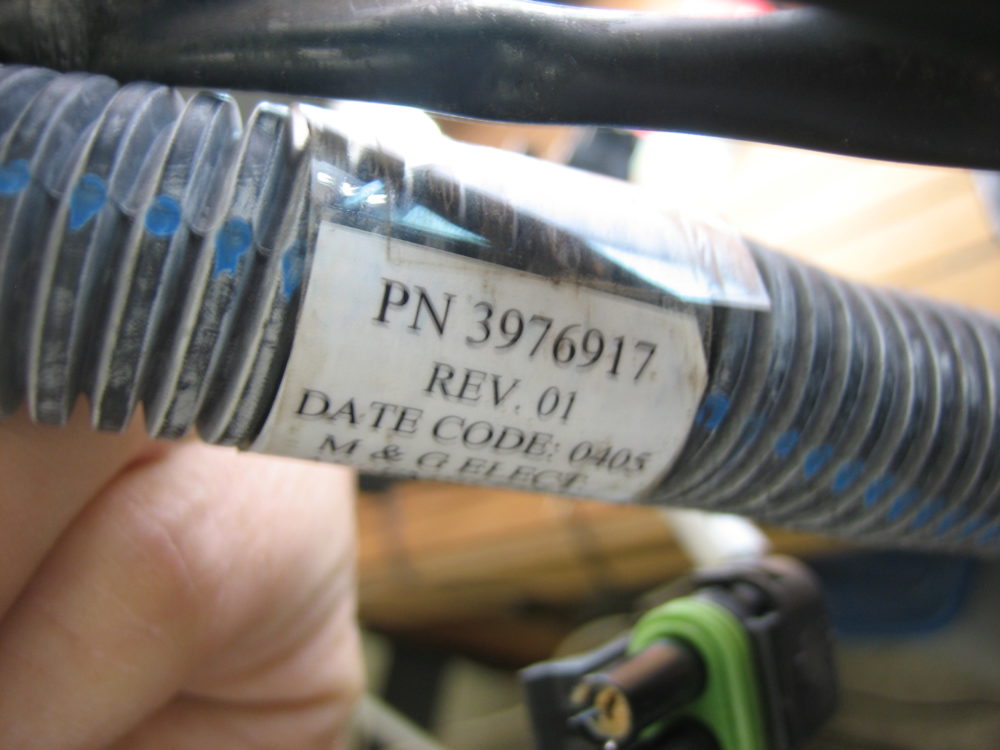 PN 3976917
REV. 01
DATE CODE: 0405
M & G ELECT